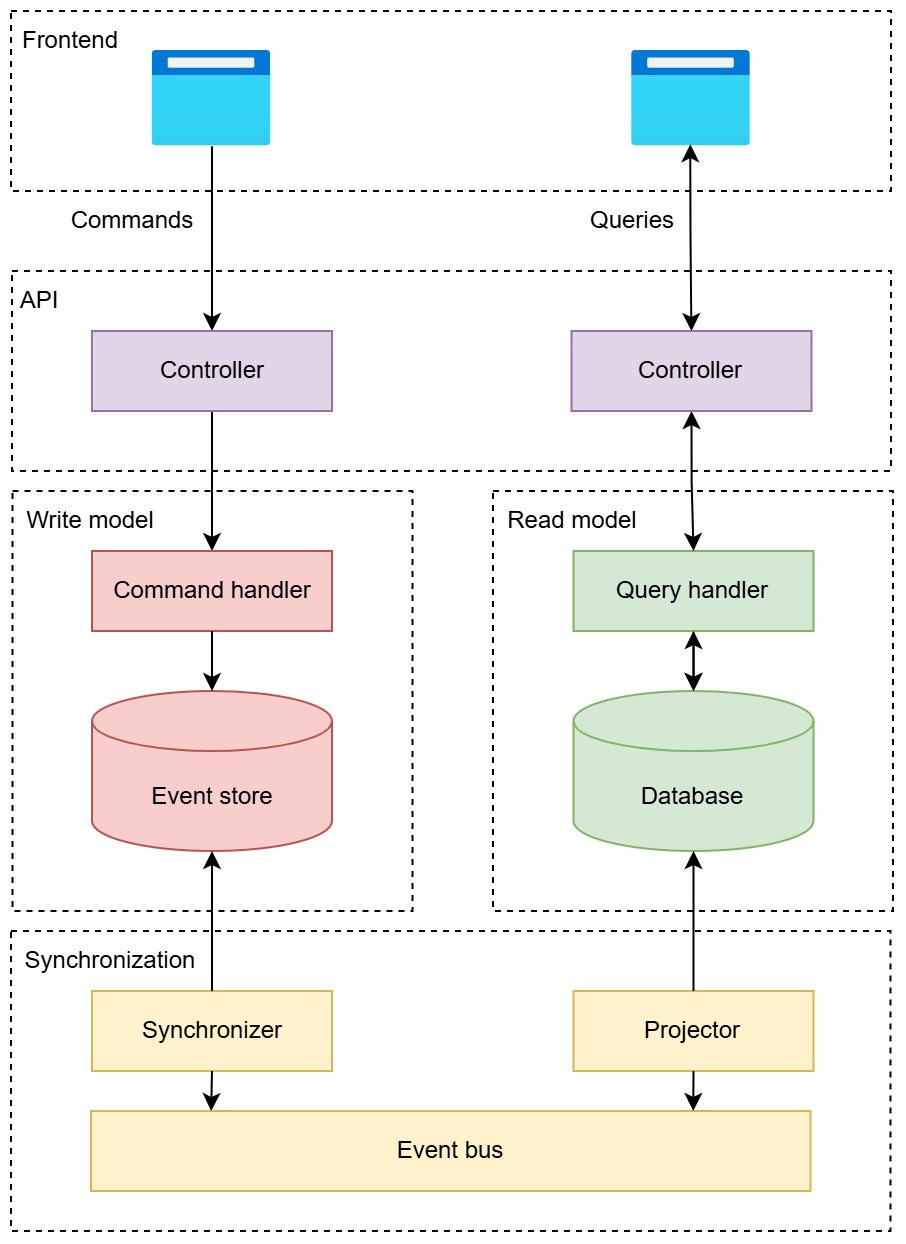 Frontend
Commands
Queries
API
Controller
Controller
Write model
Read model
Command handler
Query handler
Event store
Database
Synchronization
Synchronizer
Projector
Event bus